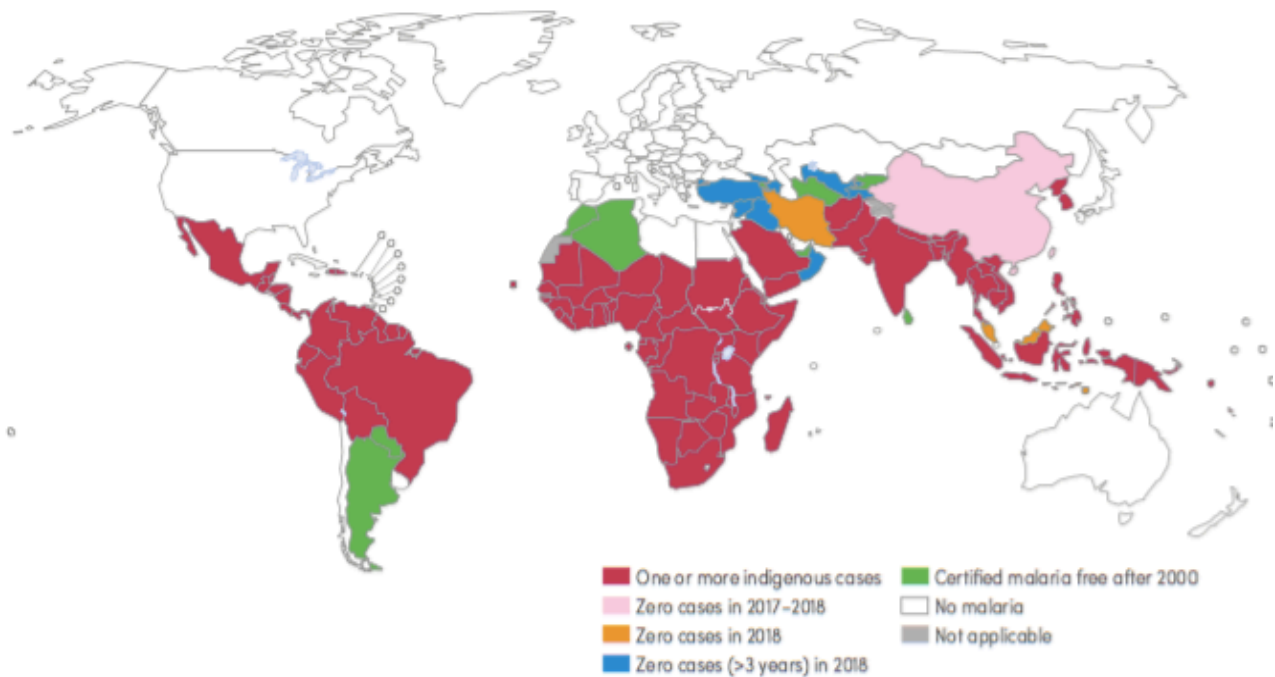 One or more indigenous cases
Zero cases in 2017–2018
Zero cases in 2018
Zero cases (>3 years) in 2018
Certified malaria free after 2000
No malaria
Not applicable